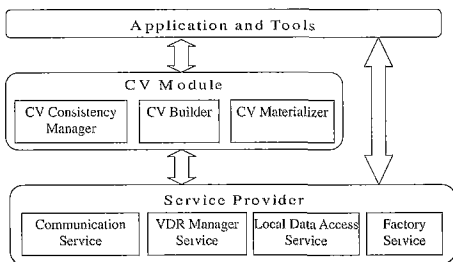 Application and Tools
CV Module
CV Consistency
Manager
CV Builder
CV Materializer
Service Provider
Communication
Service
VDR Manager
Service
Local Data Access
Service
Factory
Service